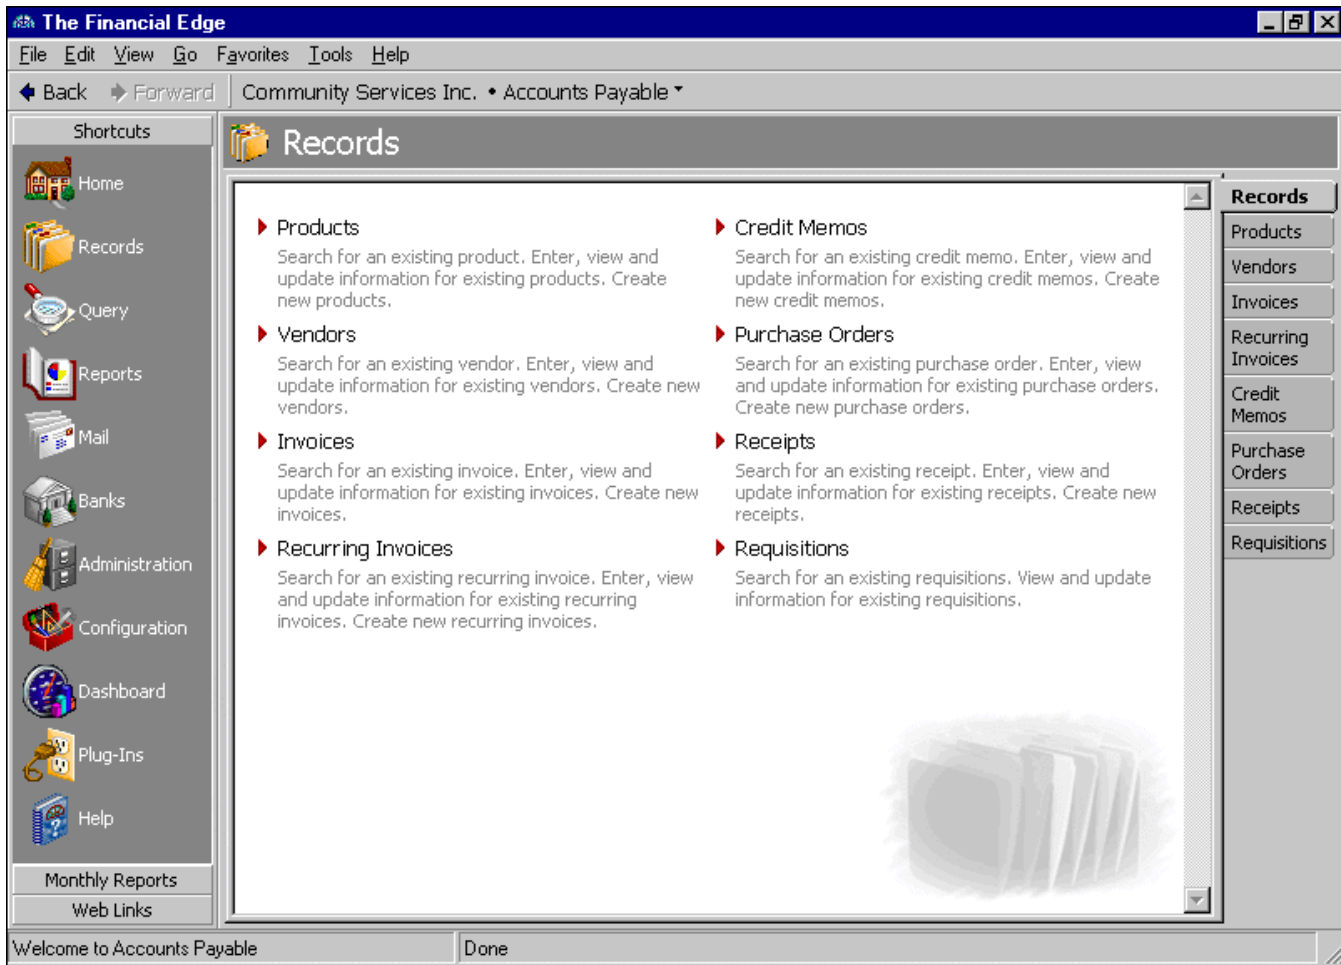 The Financial Edge
File Edit View Go Favorites Tools Help
Back Forward Community Services Inc. • Accounts Payable
Shortcuts
Home
Records
Query
Reports
Mail
Banks
Administration
Configuration
Dashboard
Plug-Ins
Help
Monthly Reports
Web Links
Records
Products
Search for an existing product. Enter, view and
update information for existing products. Create
new products.
Vendors
Search for an existing vendor. Enter, view and
update information for existing vendors. Create new
vendors.
Invoices
Search for an existing invoice. Enter, view and
update information for existing invoices. Create new
invoices.
Recurring Invoices
Search for an existing recurring invoice. Enter, view
and update information for existing recurring
invoices. Create new recurring invoices.
Credit Memos
Search for an existing credit memo. Enter, view and
update information for existing credit memos. Create
new credit memos.
Purchase Orders
Search for an existing purchase order. Enter, view
and update information for existing purchase orders.
Create new purchase orders.
Receipts
Search for an existing receipt. Enter, view and
update information for existing receipts. Create new
receipts.
Requisitions
Search for an existing requisitions. View and update
information for existing requisitions.
Records
Products
Vendors
Invoices
Recurring
Invoices
Credit
Memos
Purchase
Orders
Receipts
Requisitions
Welcome to Accounts Payable
Done